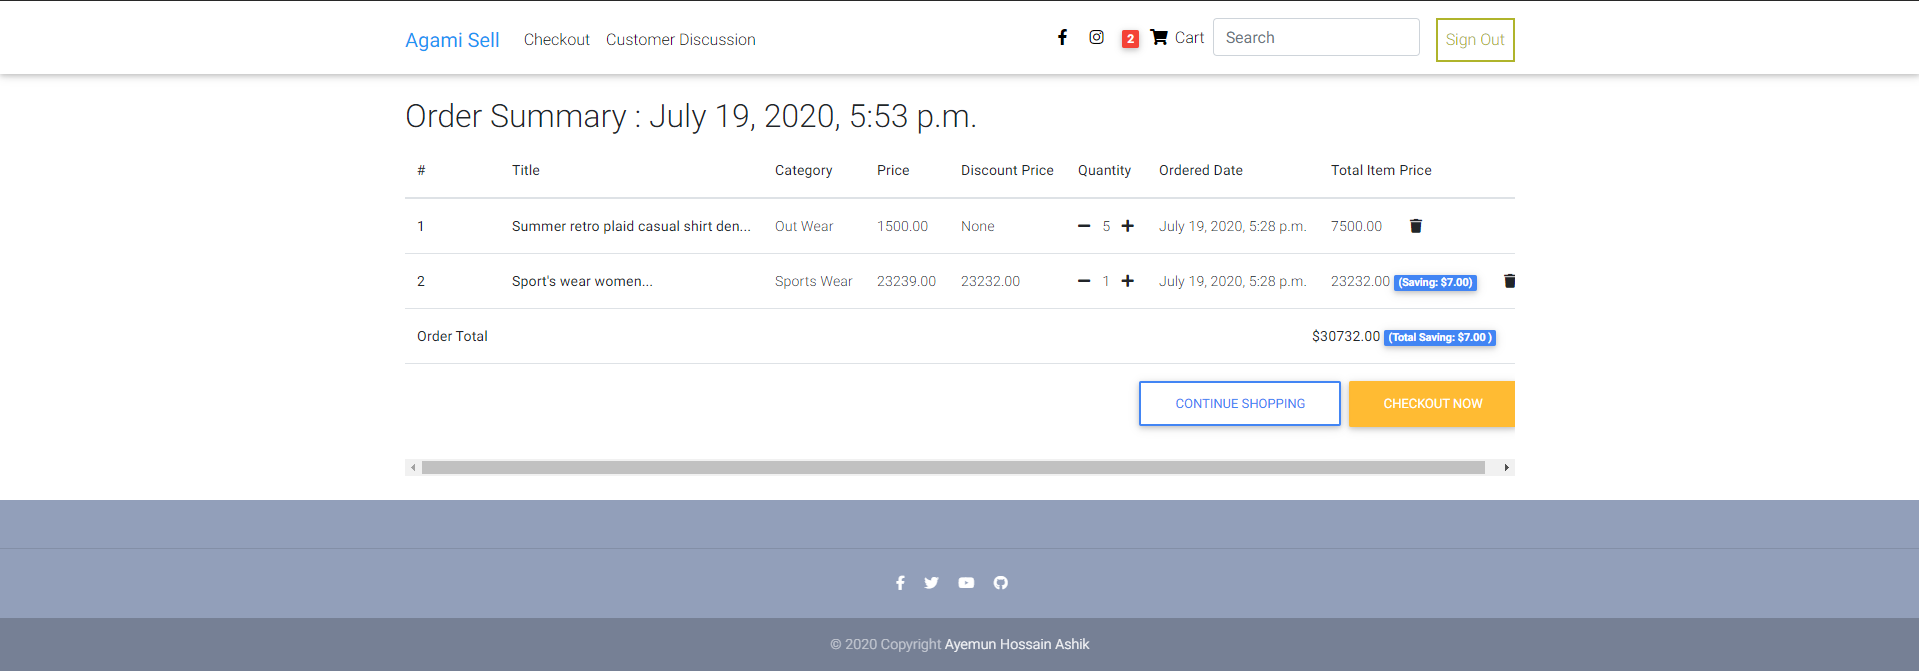 Agami Sell Checkout Customer Discussion 2 Cart Search Sign Out
Order Summary : July 19, 2020, 5:53 p.m.
# Title Category Price Discount Price Quantity Ordered Date Total Item Price
1 Summer retro plaid casual shirt den... Out Wear 1500.00 None 5 July 19, 2020, 5:28 p.m. 7500.00
2 Sport's wear women... Sports Wear 23239.00 23232.00 1 July 19, 2020, 5:28 p.m. 23232.00 (Saving: $7.00)
Order Total $30732.00 (Total Saving: $7.00 )
CONTINUE SHOPPING CHECKOUT NOW
© 2020 Copyright Ayemun Hossain Ashik